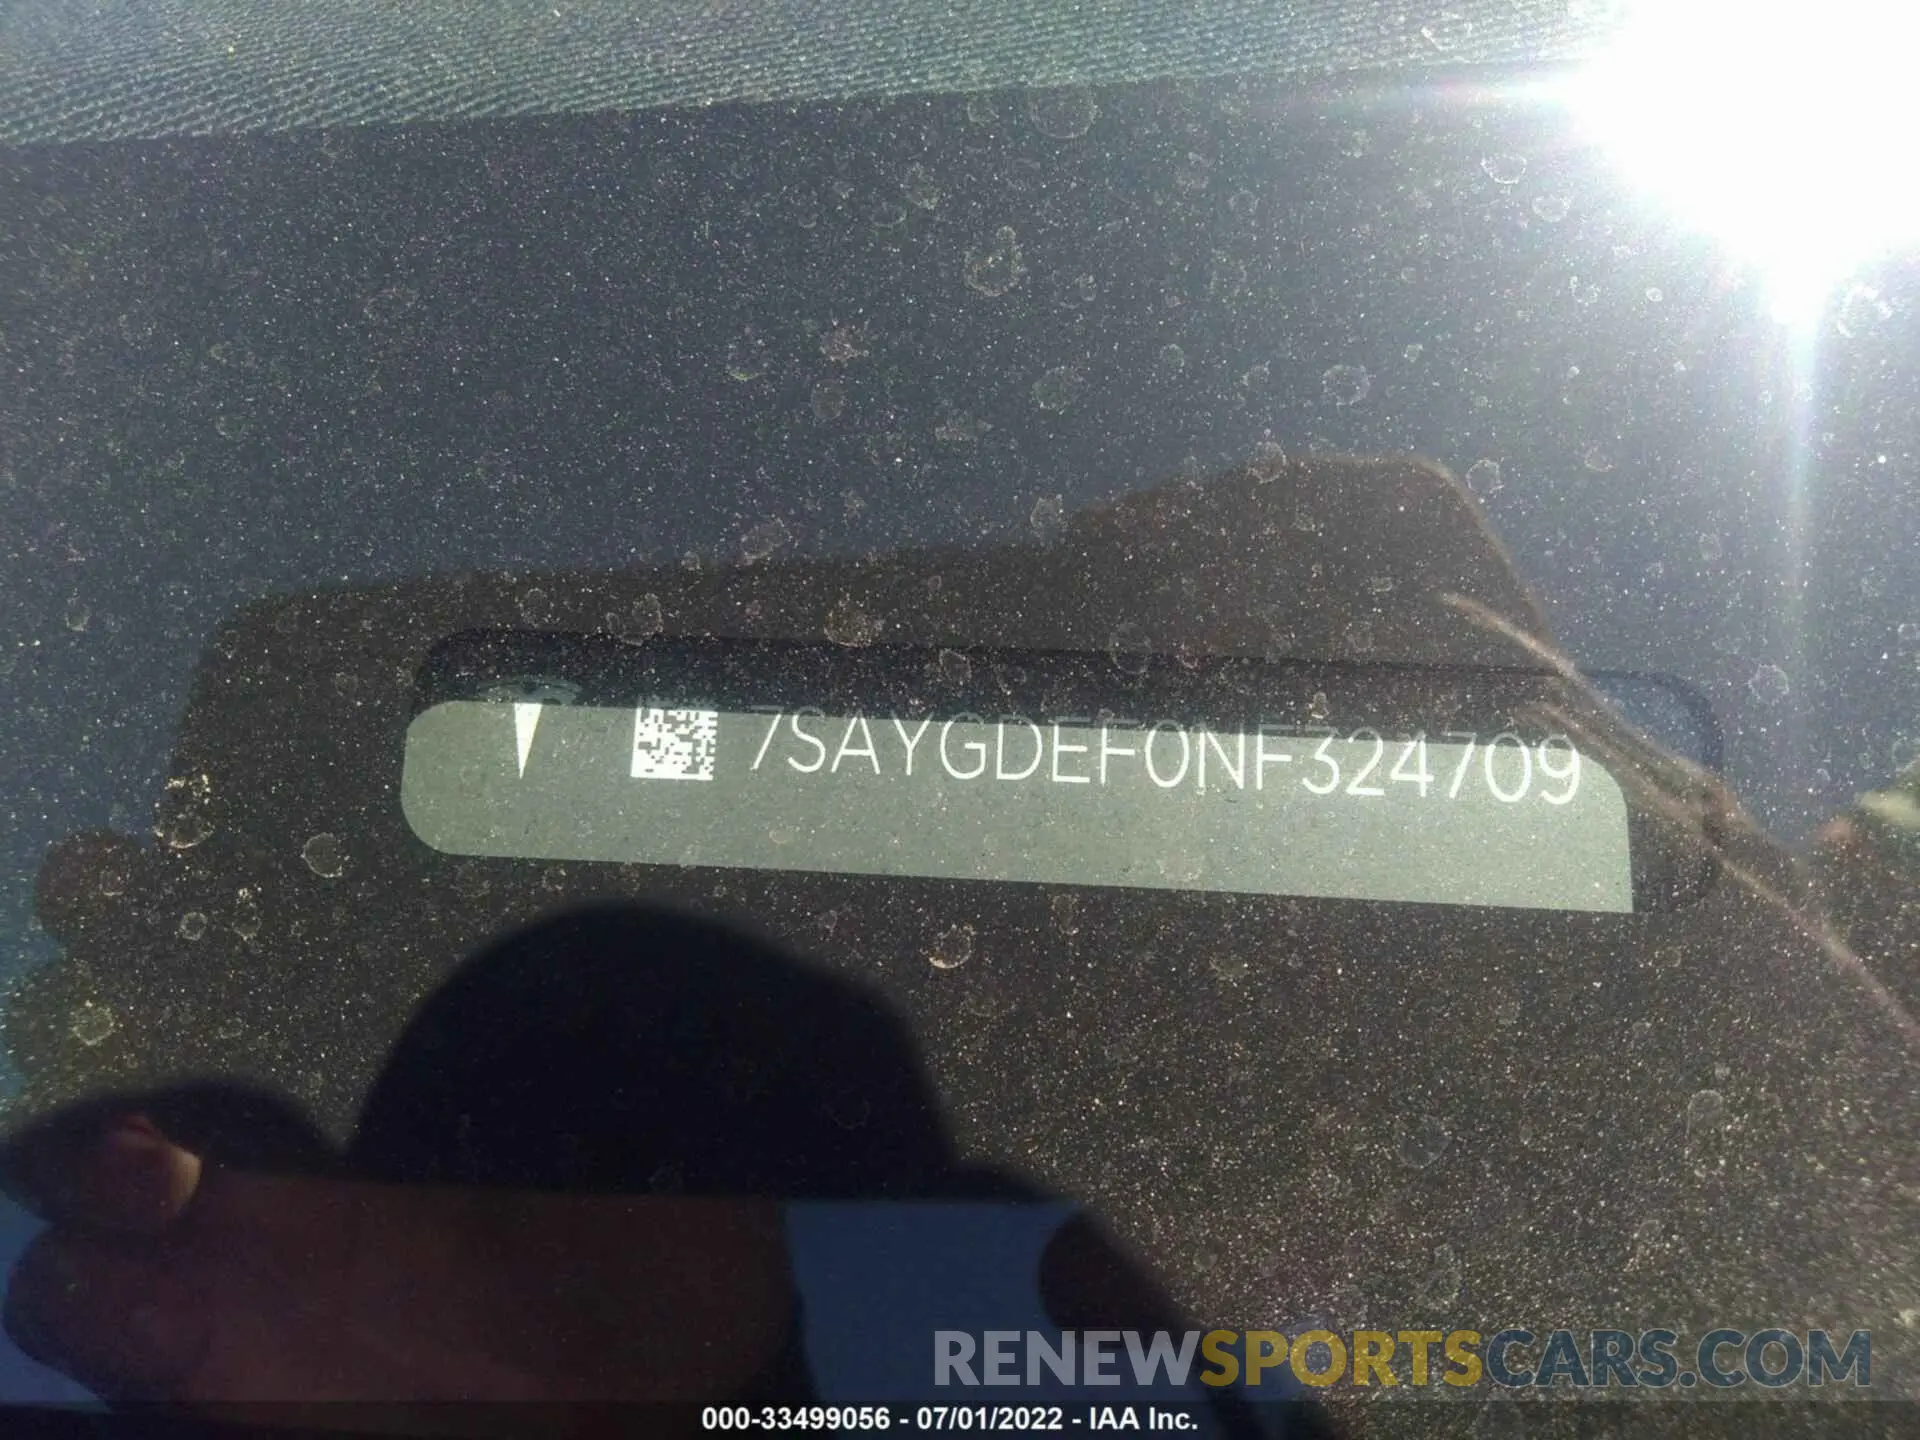 7SAYGDEF0NF324709
RENEWSPORTSCARS.COM
000-33499056 - 07/01/2022 - IAA Inc.